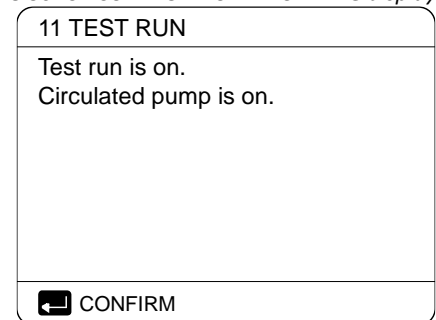 11 TEST RUN
Test run is on.
Circulated pump is on.
CONFIRM